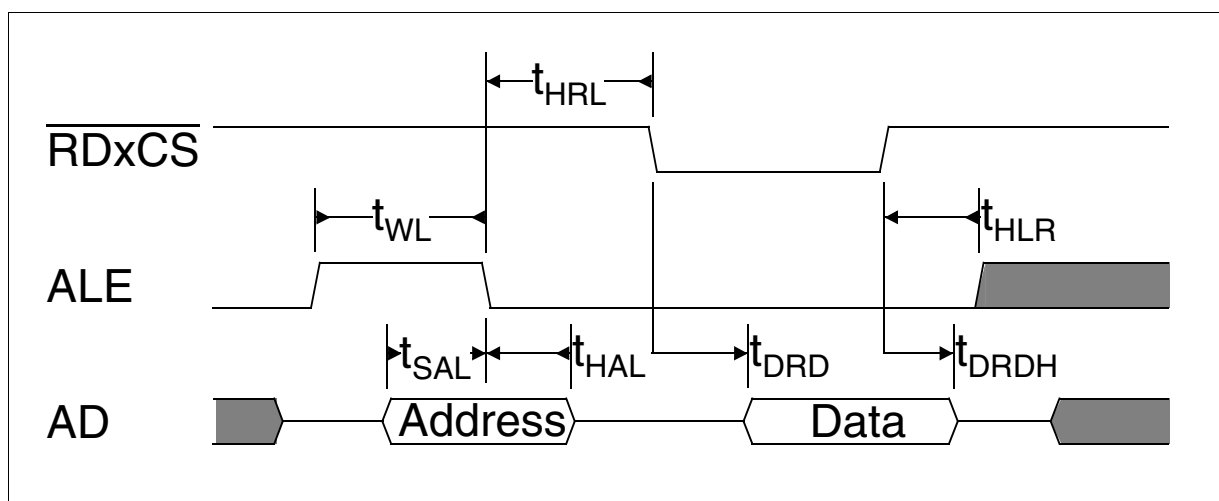 tHRL
RDxCS
tWL
tHLR
ALE
tSAL
tHAL
tDRD
tDRDH
AD
Address
Data